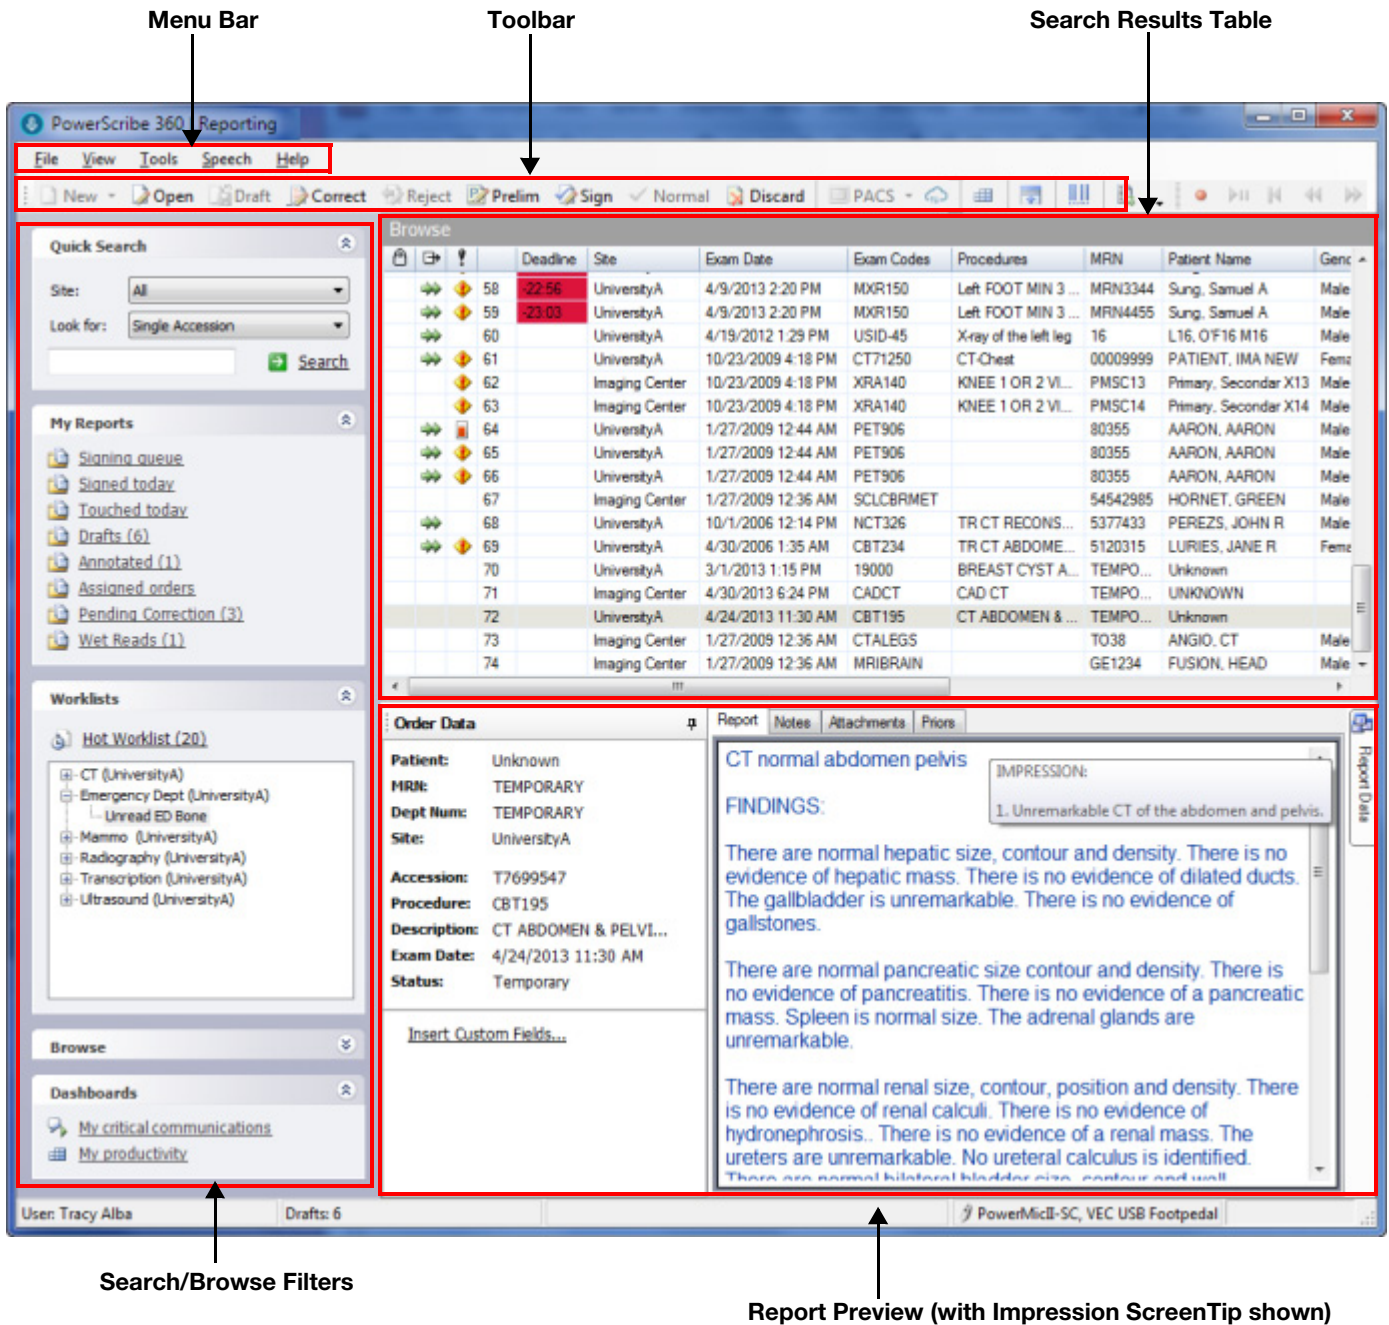 Menu Bar
Toolbar
Search Results Table
PowerScribe 360 | Reporting
File View Tools Speech Help
New Open Draft Correct Reject Prelim Sign Normal Discard PACS
Quick Search
Site: All
Look for: Single Accession
Search
My Reports
Signing queue
Signed today
Touched today
Drafts (6)
Annotated (1)
Assigned orders
Pending Correction (3)
Wet Reads (1)
Worklists
Hot Worklist (20)
CT (UniversityA)
Emergency Dept (UniversityA)
Unread ED Bone
Mammo (UniversityA)
Radiography (UniversityA)
Transcription (UniversityA)
Ultrasound (UniversityA)
Browse
Dashboards
My critical communications
My productivity
Browse
Deadline Site Exam Date Exam Codes Procedures MRN Patient Name Genc
58 -22:56 UniversityA 4/9/2013 2:20 PM MXR150 Left FOOT MIN 3 ... MRN3344 Sung, Samuel A Male
59 -23:03 UniversityA 4/9/2013 2:20 PM MXR150 Left FOOT MIN 3 ... MRN4455 Sung, Samuel A Male
60 UniversityA 4/19/2012 1:29 PM USID-45 X-ray of the left leg 16 L16, O'F16 M16 Male
61 UniversityA 10/23/2009 4:18 PM CT71250 CT-Chest 00009999 PATIENT, IMA NEW Fema
62 Imaging Center 10/23/2009 4:18 PM XRA140 KNEE 1 OR 2 VI... PMSC13 Primary, Secondar X13 Male
63 Imaging Center 10/23/2009 4:18 PM XRA140 KNEE 1 OR 2 VI... PMSC14 Primary, Secondar X14 Male
64 UniversityA 1/27/2009 12:44 AM PET906 80355 AARON, AARON Male
65 UniversityA 1/27/2009 12:44 AM PET906 80355 AARON, AARON Male
66 UniversityA 1/27/2009 12:44 AM PET906 80355 AARON, AARON Male
67 Imaging Center 1/27/2009 12:36 AM SCLCBRMET 54542985 HORNET, GREEN Male
68 UniversityA 10/1/2006 12:14 PM NCT326 TR CT RECONS... 5377433 PEREZS, JOHN R Male
69 UniversityA 4/30/2006 1:35 AM CBT234 TR CT ABDOME... 5120315 LURIES, JANE R Fema
70 UniversityA 3/1/2013 1:15 PM 19000 BREAST CYST A... TEMPO... Unknown
71 Imaging Center 4/30/2013 6:24 PM CADCT CAD CT TEMPO... UNKNOWN
72 UniversityA 4/24/2013 11:30 AM CBT195 CT ABDOMEN & ... TEMPO... Unknown
73 Imaging Center 1/27/2009 12:36 AM CTALEGS TO38 ANGIO, CT Male
74 Imaging Center 1/27/2009 12:36 AM MRIBRAIN GE1234 FUSION, HEAD Male
Order Data
Patient: Unknown
MRN: TEMPORARY
Dept Num: TEMPORARY
Site: UniversityA
Accession: T7699547
Procedure: CBT195
Description: CT ABDOMEN & PELVI...
Exam Date: 4/24/2013 11:30 AM
Status: Temporary
Insert Custom Fields...
Report Notes Attachments Priors
CT normal abdomen pelvis
IMPRESSION:
1. Unremarkable CT of the abdomen and pelvis.
FINDINGS:
There are normal hepatic size, contour and density. There is no
evidence of hepatic mass. There is no evidence of dilated ducts.
The gallbladder is unremarkable. There is no evidence of
gallstones.
There are normal pancreatic size contour and density. There is
no evidence of pancreatitis. There is no evidence of a pancreatic
mass. Spleen is normal size. The adrenal glands are
unremarkable.
There are normal renal size, contour, position and density. There
is no evidence of renal calculi. There is no evidence of
hydronephrosis.. There is no evidence of a renal mass. The
ureters are unremarkable. No ureteral calculus is identified.
There are normal bilateral bladder size, contour and wall
Report Data
User: Tracy Alba Drafts: 6 PowerMicII-SC, VEC USB Footpedal
Search/Browse Filters
Report Preview (with Impression ScreenTip shown)